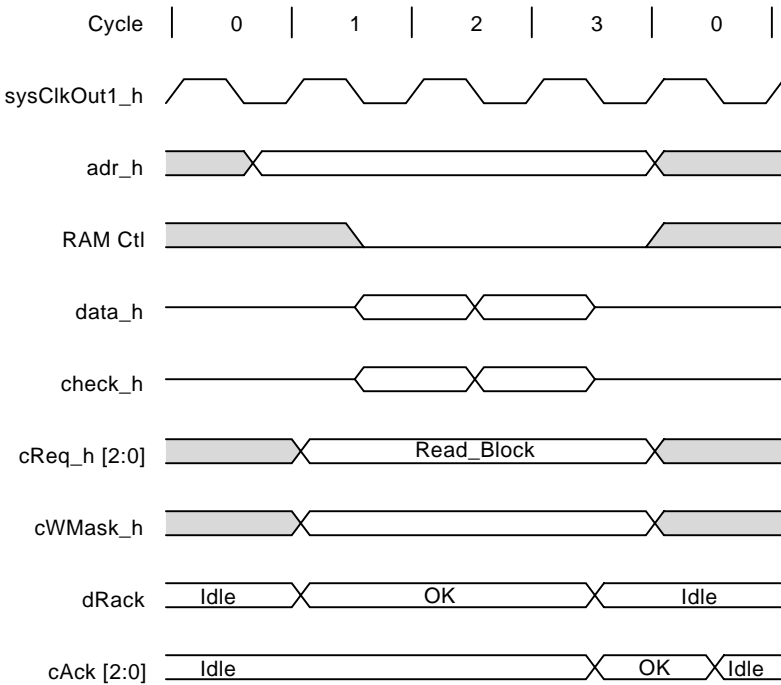 Cycle 0 1 2 3 0
sysClkOut1_h
adr_h
RAM Ctl
data_h
check_h
cReq_h [2:0] Read_Block
cWMask_h
dRack Idle OK Idle
cAck [2:0] Idle OK Idle